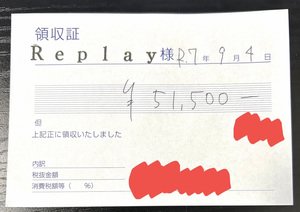 領収証
Replay様 R.7年9月4日
¥51,500—
但
上記正に領収いたしました
内訳
税抜金額
消費税額等(　%)